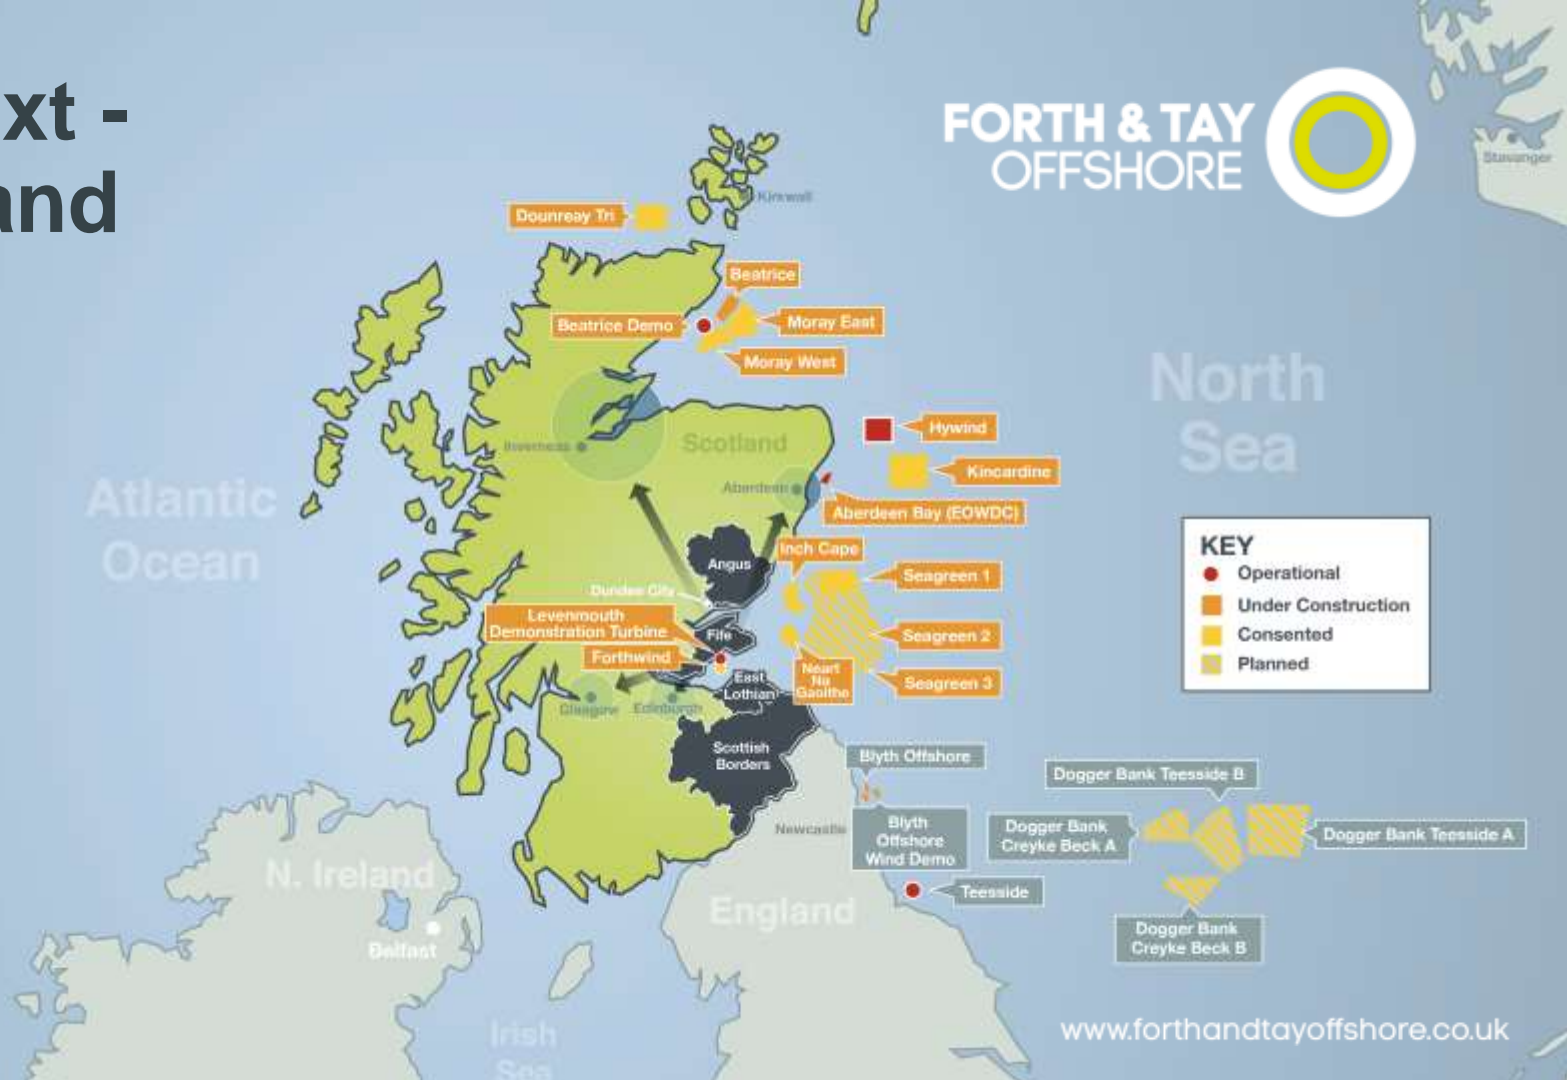 xt -
and
FORTH & TAY
OFFSHORE
Stavanger
Kirkwall
Dounreay Tri
Beatrice
Beatrice Demo
Moray East
Moray West
North
Sea
Hywind
Scotland
Inverness
Kincardine
Aberdeen
Aberdeen Bay (EOWDC)
Atlantic
Ocean
KEY
Operational
Under Construction
Consented
Planned
Inch Cape
Angus
Seagreen 1
Dundee City
Levenmouth
Demonstration Turbine
Fife
Seagreen 2
Forthwind
Neart
Na
Gaoithe
Seagreen 3
East
Lothian
Glasgow
Edinburgh
Scottish
Borders
Blyth Offshore
Dogger Bank Teesside B
Newcastle
Blyth
Offshore
Wind Demo
Dogger Bank
Creyke Beck A
Dogger Bank Teesside A
N. Ireland
Teesside
England
Belfast
Dogger Bank
Creyke Beck B
Irish
Sea
www.forthandtayoffshore.co.uk